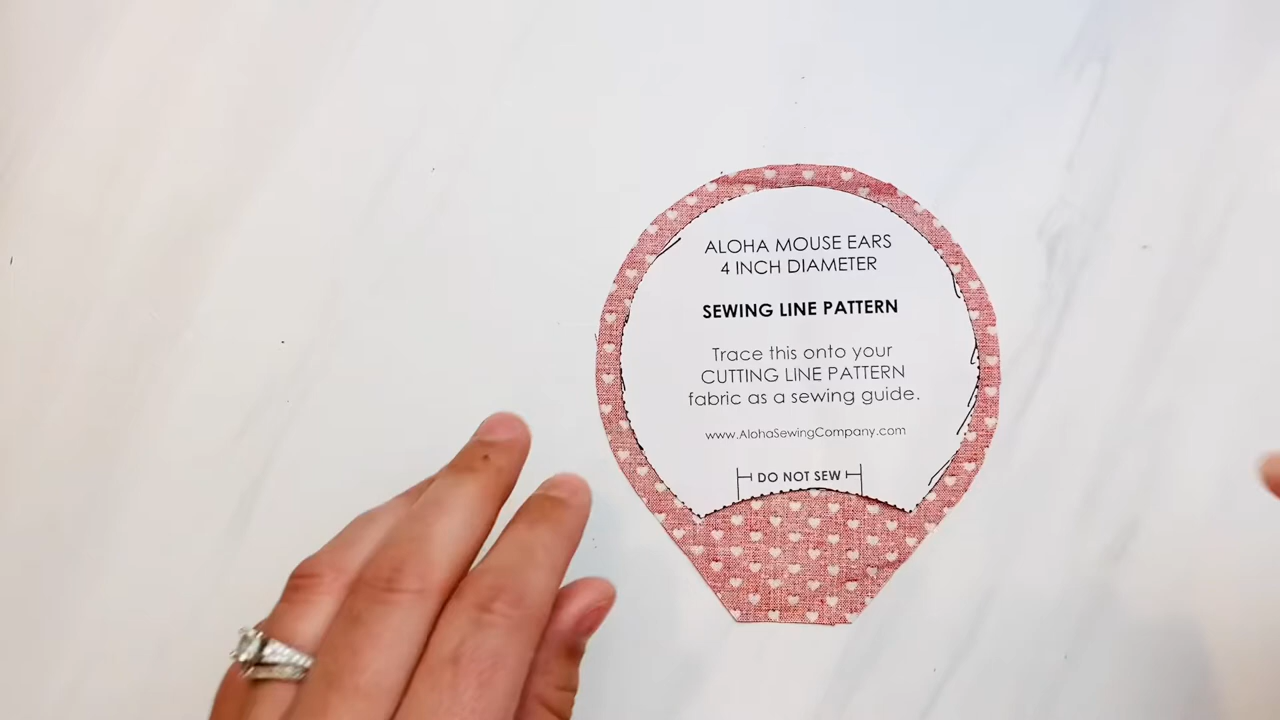 ALOHA MOUSE EARS
4 INCH DIAMETER
SEWING LINE PATTERN
Trace this onto your
CUTTING LINE PATTERN
fabric as a sewing guide.
www.AlohaSewingCompany.com
DO NOT SEW